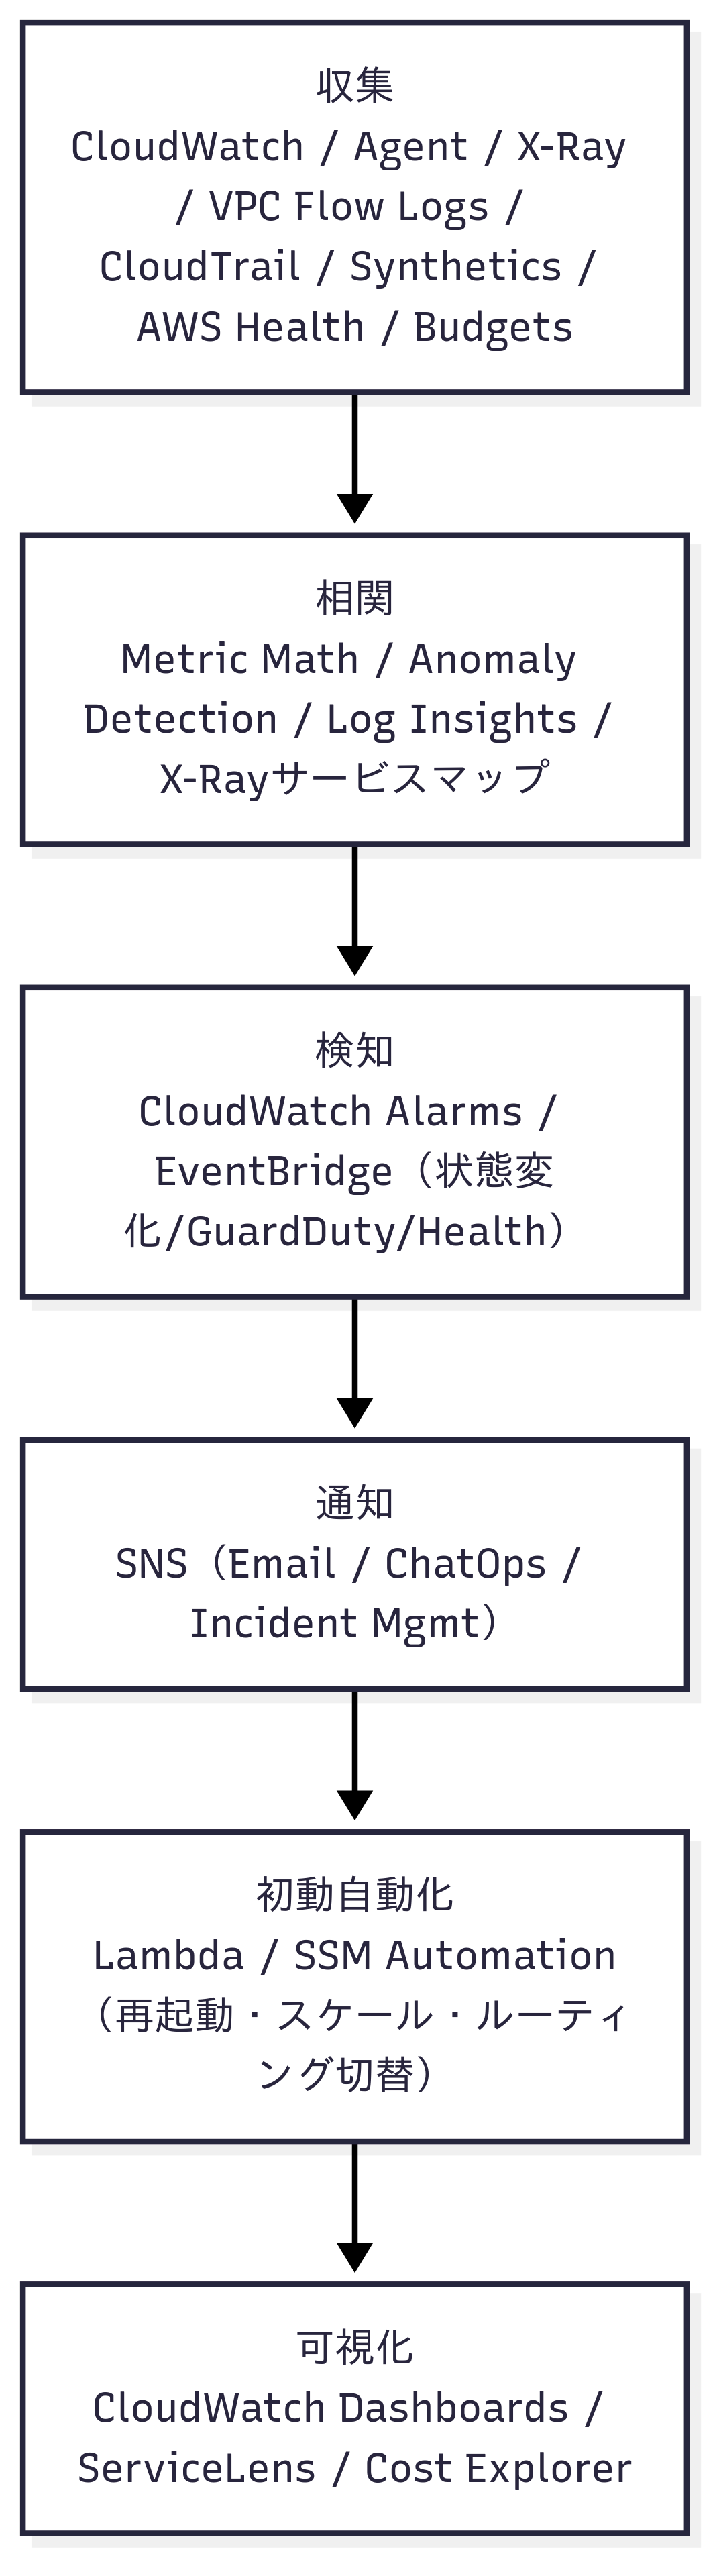 収集
CloudWatch / Agent / X-Ray
/ VPC Flow Logs /
CloudTrail / Synthetics /
AWS Health / Budgets
相関
Metric Math / Anomaly
Detection / Log Insights /
X-Rayサービスマップ
検知
CloudWatch Alarms /
EventBridge（状態変
化/GuardDuty/Health）
通知
SNS（Email / ChatOps /
Incident Mgmt）
初動自動化
Lambda / SSM Automation
（再起動・スケール・ルーティ
ング切替）
可視化
CloudWatch Dashboards /
ServiceLens / Cost Explorer